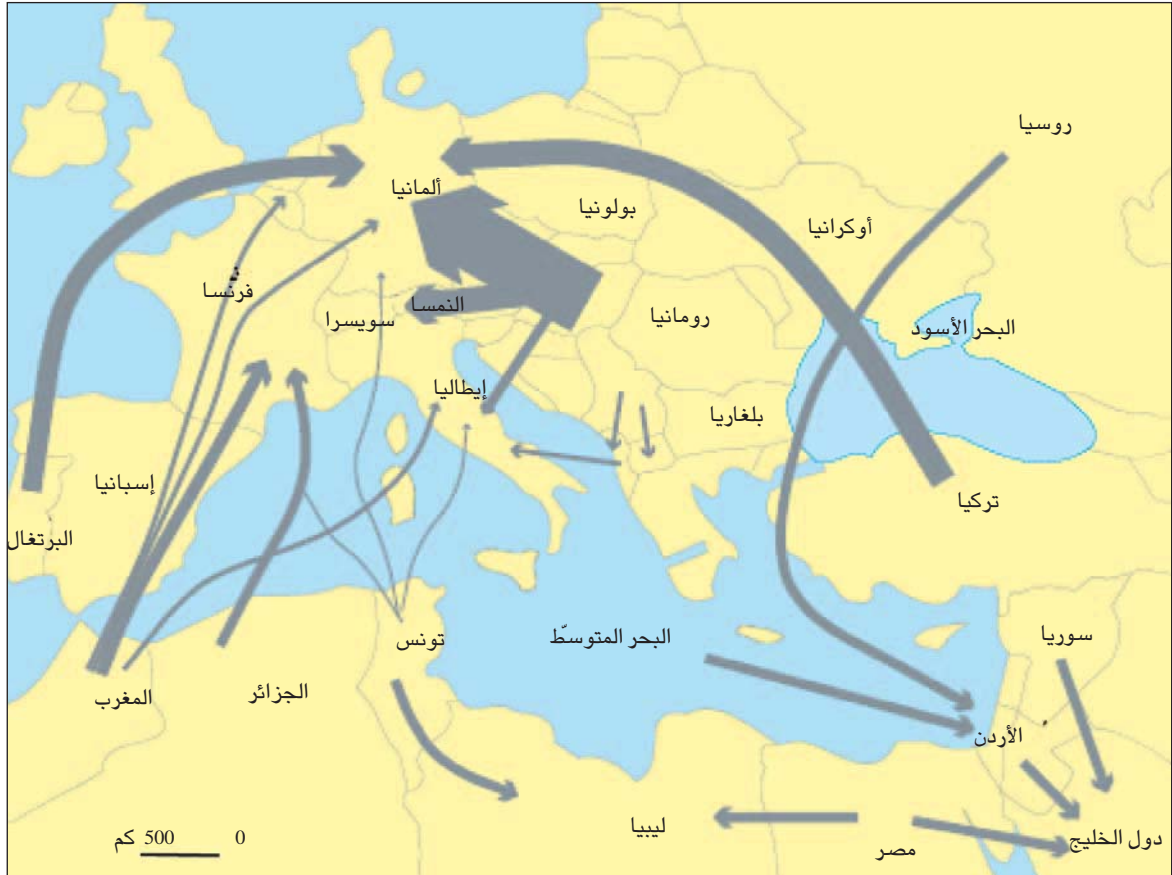 روسيا
ألمانيا
بولونيا
أوكرانيا
فرنسا
النمسا
سويسرا
رومانيا
البحر الأسود
إيطاليا
بلغاريا
إسبانيا
تركيا
البرتغال
تونس
البحر المتوسّط
سوريا
المغرب
الجزائر
الأردن
ليبيا
مصر
دول الخليج
0 500 كم